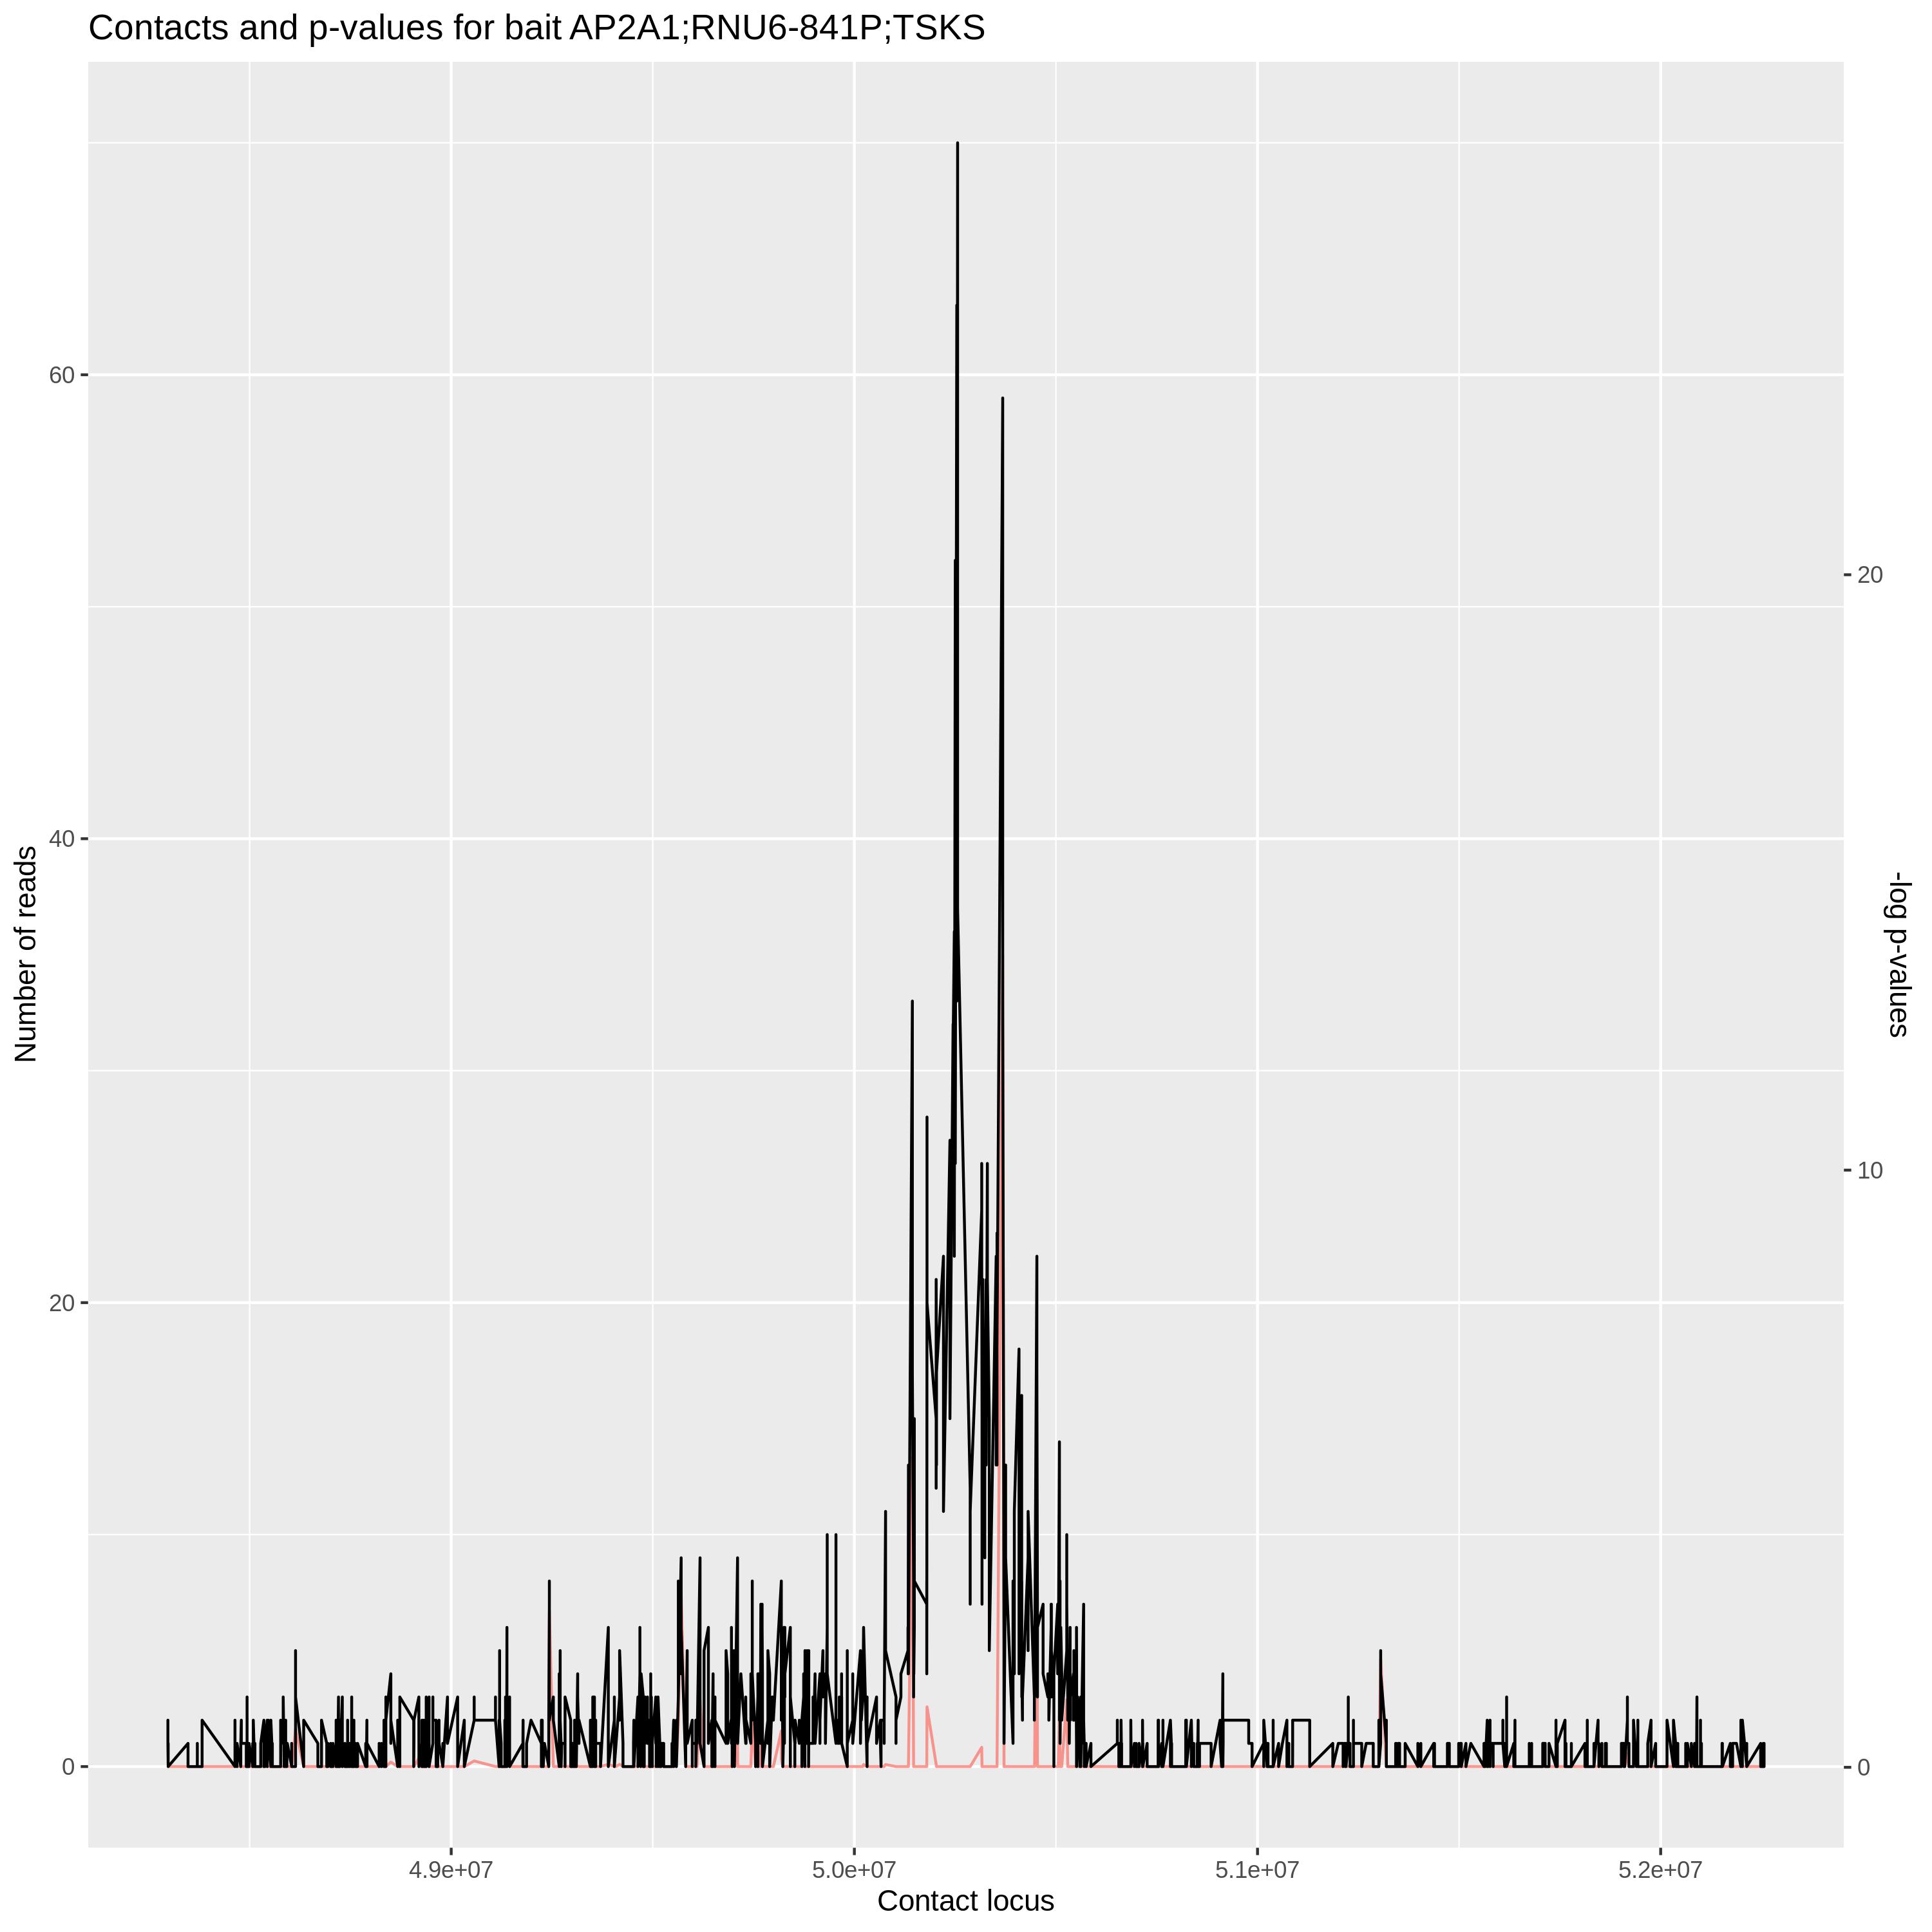 Contacts and p-values for bait AP2A1;RNU6-841P;TSKS
60
40
20
0
Number of reads
20
10
0
-log p-values
4.9e+07
5.0e+07
5.1e+07
5.2e+07
Contact locus